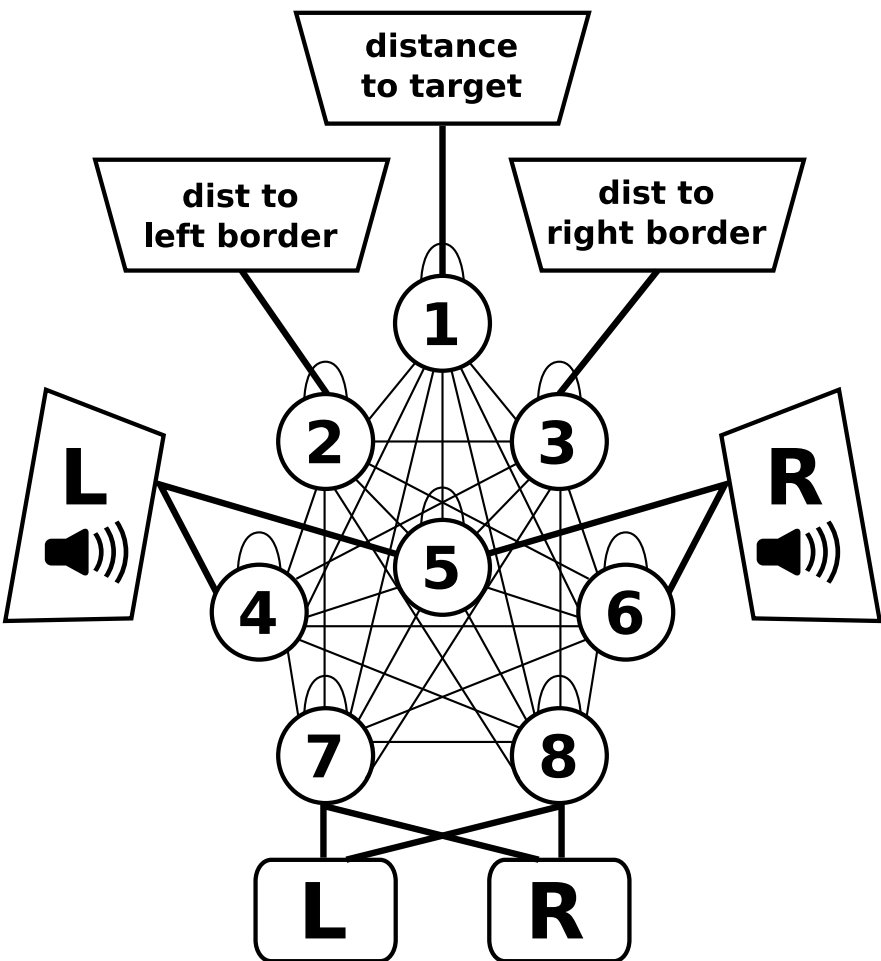 distance
to target
dist to
left border
dist to
right border
1
2
3
L
R
5
4
6
7
8
L
R